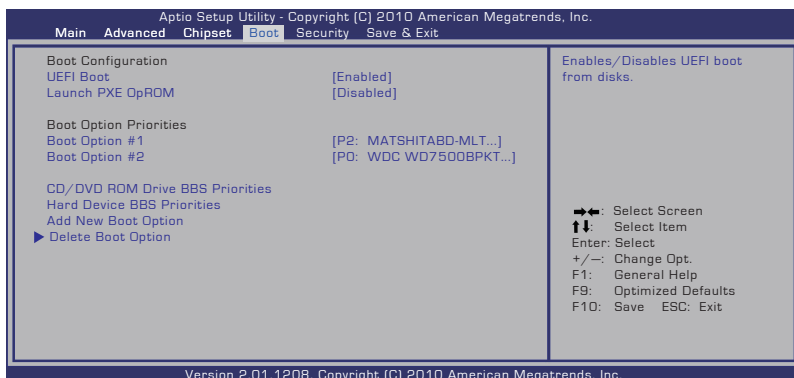 Aptio Setup Utility - Copyright (C) 2010 American Megatrends, Inc.
Main Advanced Chipset Boot Security Save & Exit
Boot Configuration
UEFI Boot [Enabled]
Launch PXE OpROM [Disabled]
Boot Option Priorities
Boot Option #1 [P2: MATSHITABD-MLT...]
Boot Option #2 [P0: WDC WD7500BPKT...]
CD/DVD ROM Drive BBS Priorities
Hard Device BBS Priorities
Add New Boot Option
Delete Boot Option
Enables/Disables UEFI boot
from disks.
→←: Select Screen
↑↓: Select Item
Enter: Select
+/—: Change Opt.
F1: General Help
F9: Optimized Defaults
F10: Save ESC: Exit
Version 2.01.1208. Copyright (C) 2010 American Megatrends, Inc.